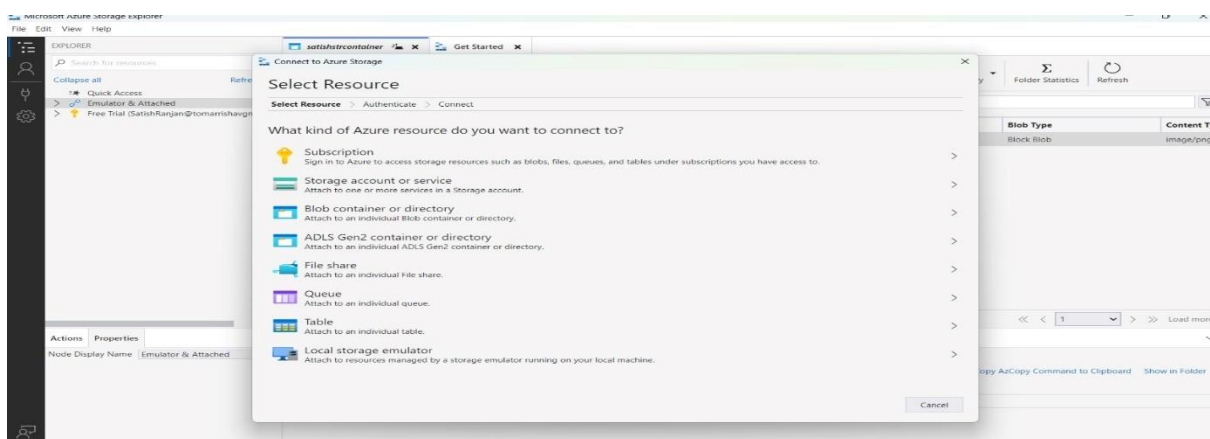 Microsoft Azure Storage Explorer
File Edit View Help
EXPLORER
satishstrcontainer
Get Started
Search for resources
Collapse all
Refre
Quick Access
Emulator & Attached
Free Trial (SatishRanjan@tomarrishavgn
Connect to Azure Storage
Select Resource
Select Resource > Authenticate > Connect
What kind of Azure resource do you want to connect to?
Subscription
Sign in to Azure to access storage resources such as blobs, files, queues, and tables under subscriptions you have access to.
Storage account or service
Attach to one or more services in a Storage account.
Blob container or directory
Attach to an individual Blob container or directory.
ADLS Gen2 container or directory
Attach to an individual ADLS Gen2 container or directory.
File share
Attach to an individual File share.
Queue
Attach to an individual queue.
Table
Attach to an individual table.
Local storage emulator
Attach to resources managed by a storage emulator running on your local machine.
Cancel
y
Folder Statistics
Refresh
Blob Type
Content T
Block Blob
image/png
1
Load mor
opy AzCopy Command to Clipboard
Show in Folder
Actions
Properties
Node Display Name
Emulator & Attached